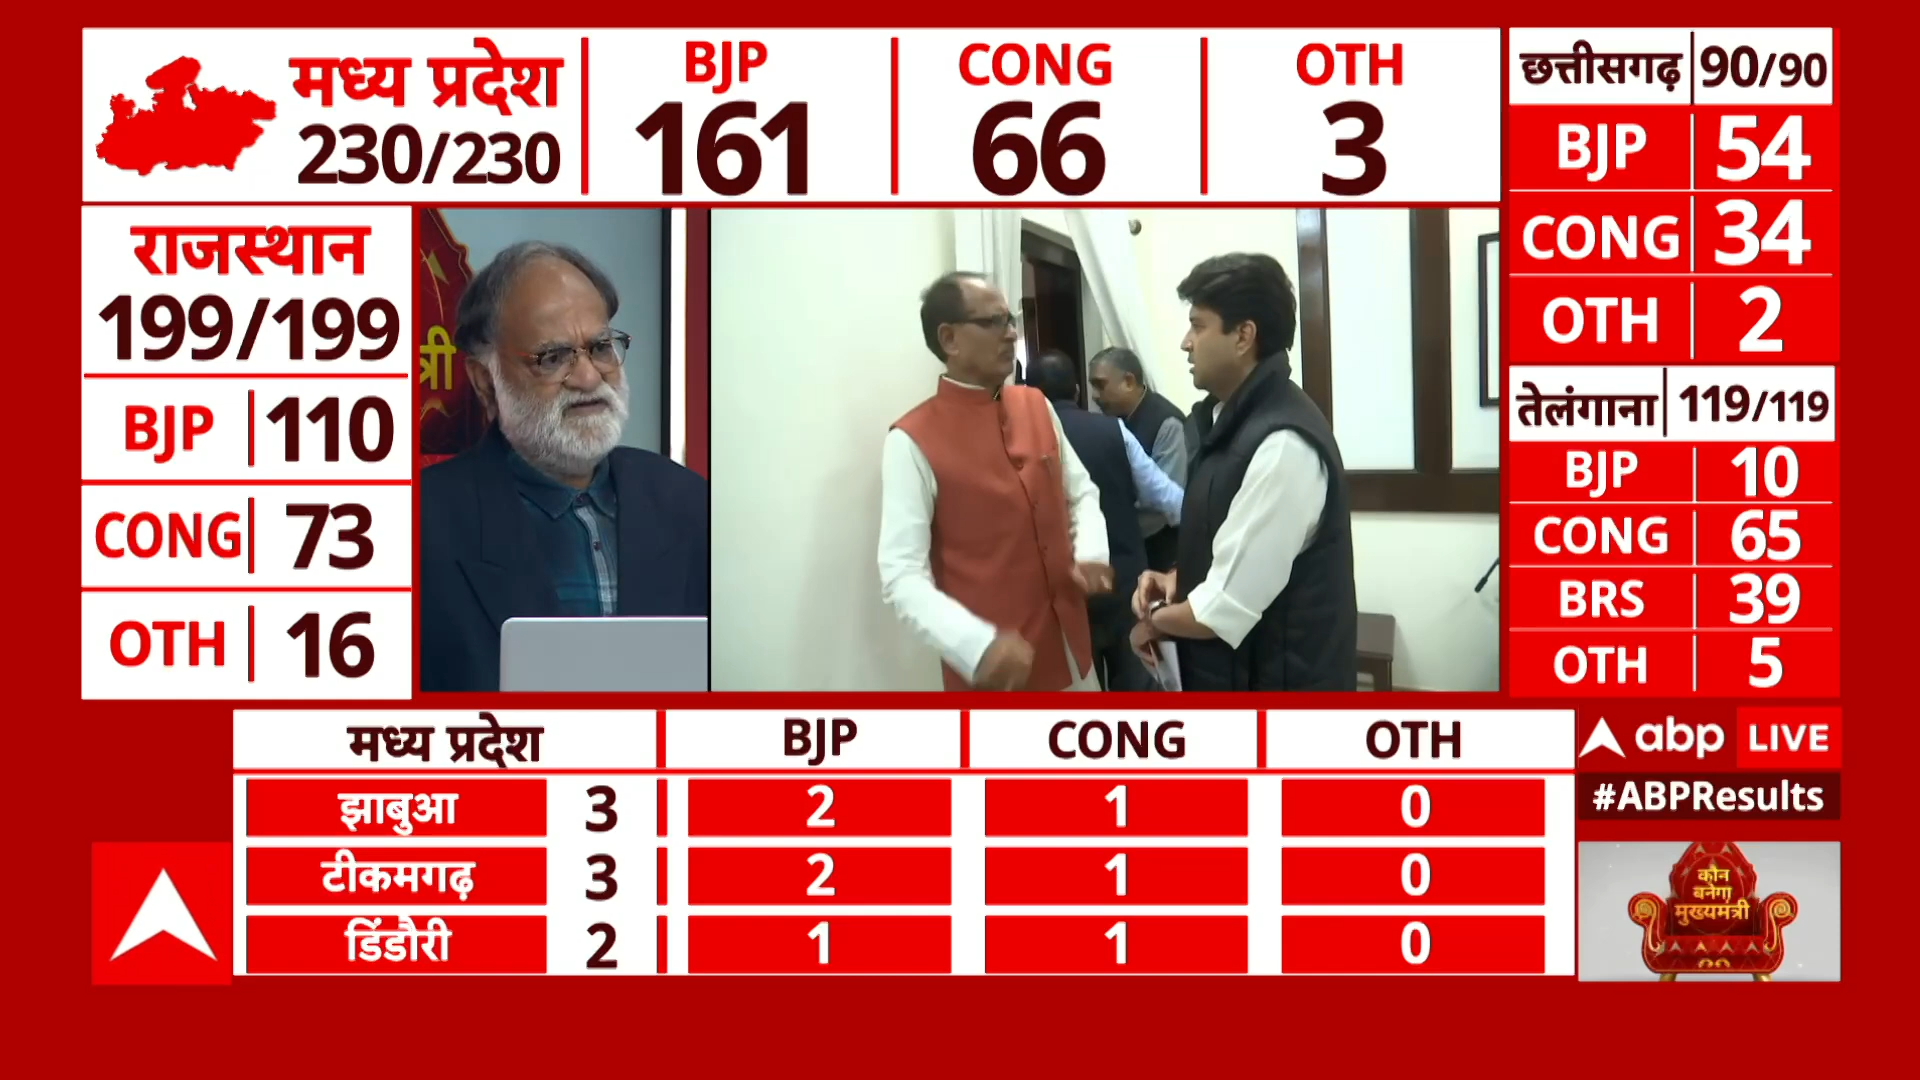 मध्य प्रदेश
230/230
BJP
161
CONG
66
OTH
3
छत्तीसगढ़ 90/90
BJP 54
CONG 34
OTH 2
राजस्थान
199/199
BJP 110
CONG 73
OTH 16
त्री
तेलंगाना 119/119
BJP 10
CONG 65
BRS 39
OTH 5
मध्य प्रदेश BJP CONG OTH
झाबुआ 3 2 1 0
टीकमगढ़ 3 2 1 0
डिंडौरी 2 1 1 0
abp LIVE
#ABPResults
कौन
बनेगा
मुख्यमंत्री